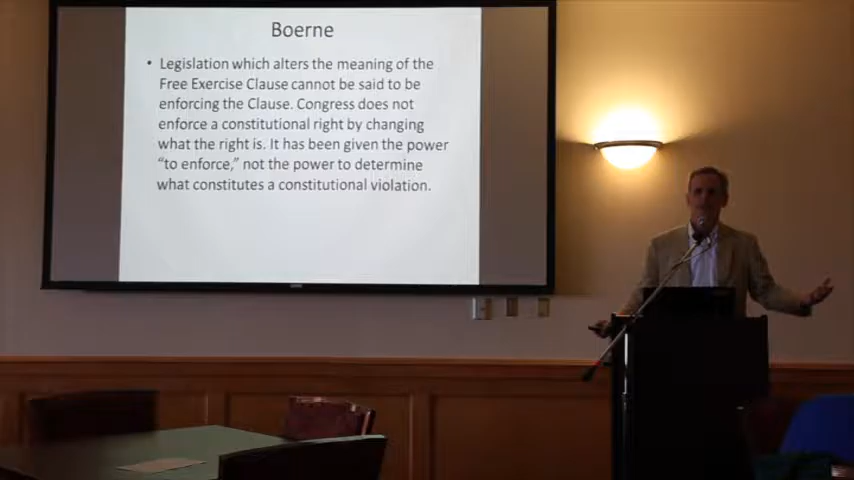 Boerne
• Legislation which alters the meaning of the
Free Exercise Clause cannot be said to be
enforcing the Clause. Congress does not
enforce a constitutional right by changing
what the right is. It has been given the power
“to enforce,” not the power to determine
what constitutes a constitutional violation.